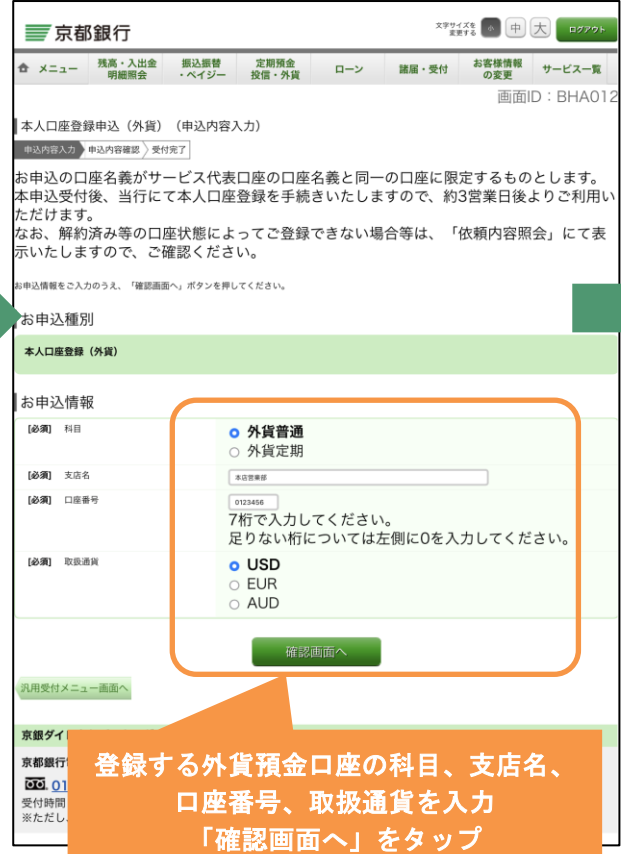 京都銀行
文字サイズを
変更する
小 中 大 ログアウト
メニュー
残高・入出金
明細照会
振込振替
・ペイジー
定期預金
投信・外貨
ローン
諸届・受付
お客様情報
の変更
サービス一覧
画面ID：BHA012
本人口座登録申込（外貨）（申込内容入力）
申込内容入力 申込内容確認 受付完了
お申込の口座名義がサービス代表口座の口座名義と同一の口座に限定するものとします。
本申込受付後、当行にて本人口座登録を手続きいたしますので、約3営業日後よりご利用い
ただけます。
なお、解約済み等の口座状態によってご登録できない場合等は、「依頼内容照会」にて表
示いたしますので、ご確認ください。
お申込情報をご入力のうえ、「確認画面へ」ボタンを押してください。
お申込種別
本人口座登録（外貨）
お申込情報
[必須] 科目
外貨普通
外貨定期
[必須] 支店名
本店営業部
[必須] 口座番号
0123456
7桁で入力してください。
足りない桁については左側に0を入力してください。
[必須] 取扱通貨
USD
EUR
AUD
確認画面へ
汎用受付メニュー画面へ
京銀ダイ
京都銀行
01
受付時間
※ただし
登録する外貨預金口座の科目、支店名、
口座番号、取扱通貨を入力
「確認画面へ」をタップ